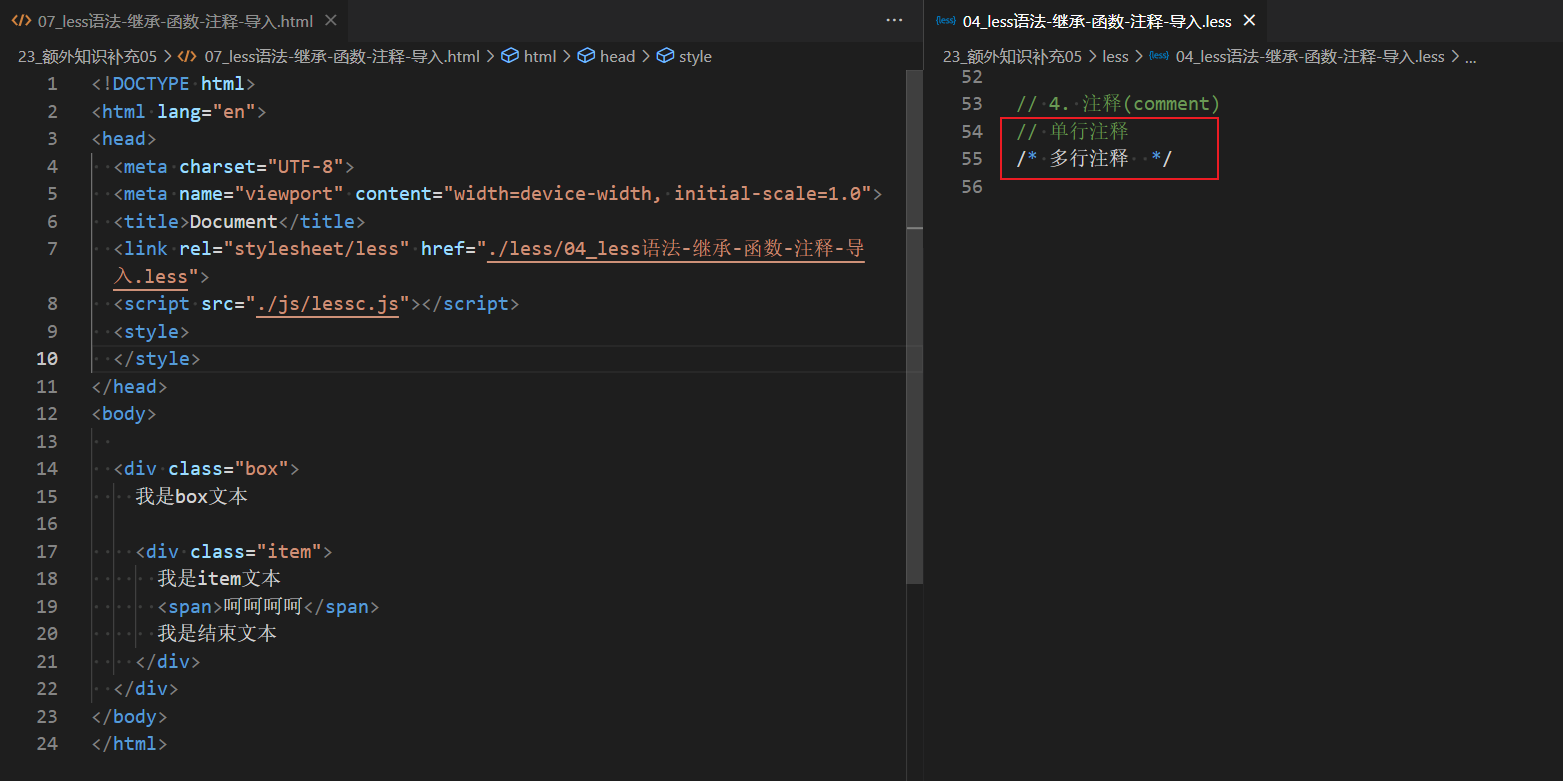 07_less语法-继承-函数-注释-导入.html
23_额外知识补充05 > 07_less语法-继承-函数-注释-导入.html > html > head > style
1 <!DOCTYPE html>
2 <html lang="en">
3 <head>
4 <meta charset="UTF-8">
5 <meta name="viewport" content="width=device-width, initial-scale=1.0">
6 <title>Document</title>
7 <link rel="stylesheet/less" href="./less/04_less语法-继承-函数-注释-导
入.less">
8 <script src="./js/lessc.js"></script>
9 <style>
10 </style>
11 </head>
12 <body>
13
14 <div class="box">
15 我是box文本
16
17 <div class="item">
18 我是item文本
19 <span>呵呵呵呵</span>
20 我是结束文本
21 </div>
22 </div>
23 </body>
24 </html>
{less} 04_less语法-继承-函数-注释-导入.less
23_额外知识补充05 > less > {less} 04_less语法-继承-函数-注释-导入.less > ...
52
53 // 4. 注释(comment)
54 // 单行注释
55 /* 多行注释  */
56